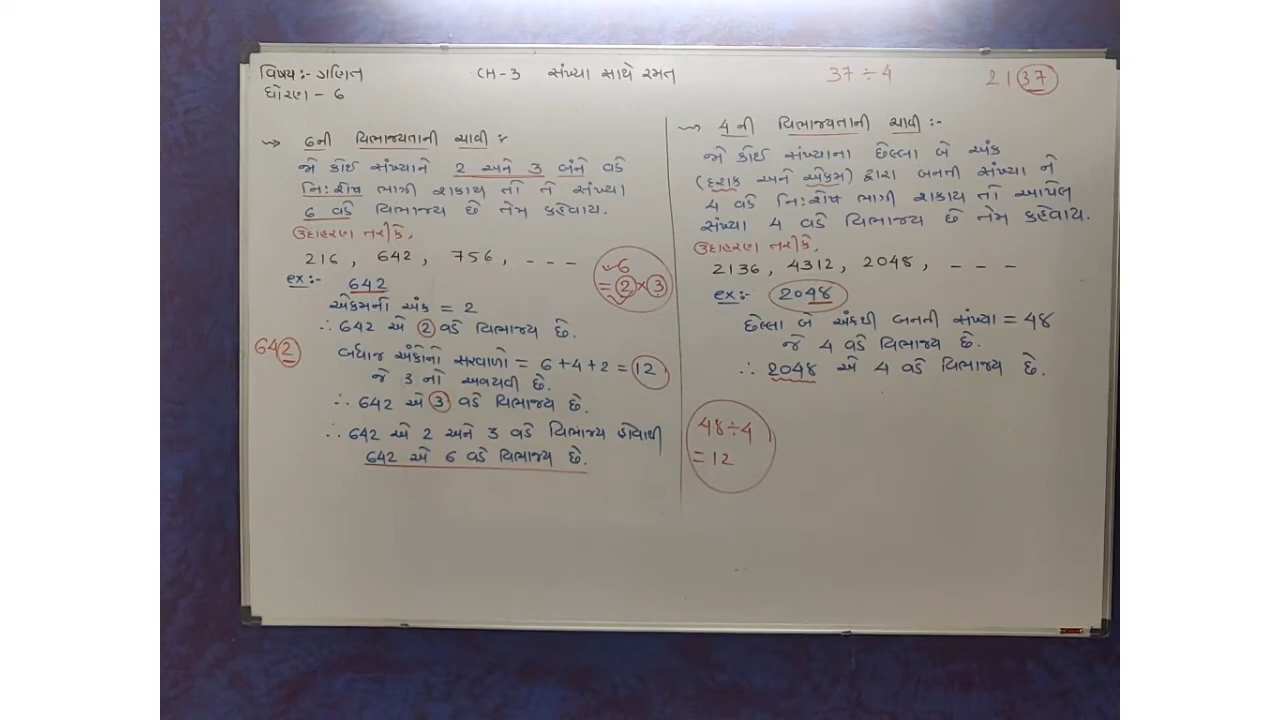 વિષય:- ગણિત
ધોરણ - 6
CH-3 સંખ્યા સાથે રમત
37 ÷ 4
2137
6ની વિભાજ્યતાની ચાવી :-
જો કોઈ સંખ્યાને 2 અને 3 બંને વડે
નિ:શેષ ભાગી શકાય તો તે સંખ્યા
6 વડે વિભાજ્ય છે તેમ કહેવાય.
ઉદાહરણ તરીકે,
216, 642, 756, - - -
6
= 2 × 3
ex:- 642
એકમનો અંક = 2
∴ 642 એ 2 વડે વિભાજ્ય છે.
642
બધાજ અંકોનો સરવાળો = 6+4+2 = 12
જે 3 નો અવયવી છે.
∴ 642 એ 3 વડે વિભાજ્ય છે.
∴ 642 એ 2 અને 3 વડે વિભાજ્ય હોવાથી
642 એ 6 વડે વિભાજ્ય છે.
4 ની વિભાજ્યતાની ચાવી :-
જો કોઈ સંખ્યાના છેલ્લા બે અંક
(દશક અને એકમ) દ્વારા બનતી સંખ્યા ને
4 વડે નિ:શેષ ભાગી શકાય તો આપેલ
સંખ્યા 4 વડે વિભાજ્ય છે તેમ કહેવાય.
ઉદાહરણ તરીકે,
2136, 4312, 2048, - - -
ex:- 2048
છેલ્લા બે અંકથી બનતી સંખ્યા = 48
જે 4 વડે વિભાજ્ય છે.
∴ 2048 એ 4 વડે વિભાજ્ય છે.
48 ÷ 4
= 12